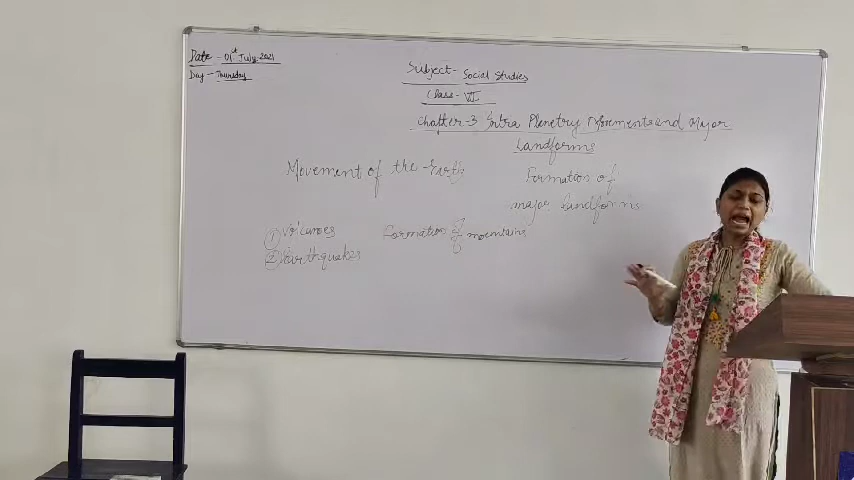 Date - 01st July 2021
Day - Thursday
Subject - Social Studies
Class - VII
Chapter-3 Intra Planetry Movements and Major
Landforms
Movement of the Earth
Formation of
major landforms
① Volcanoes
② Earthquakes
Formation of mountains